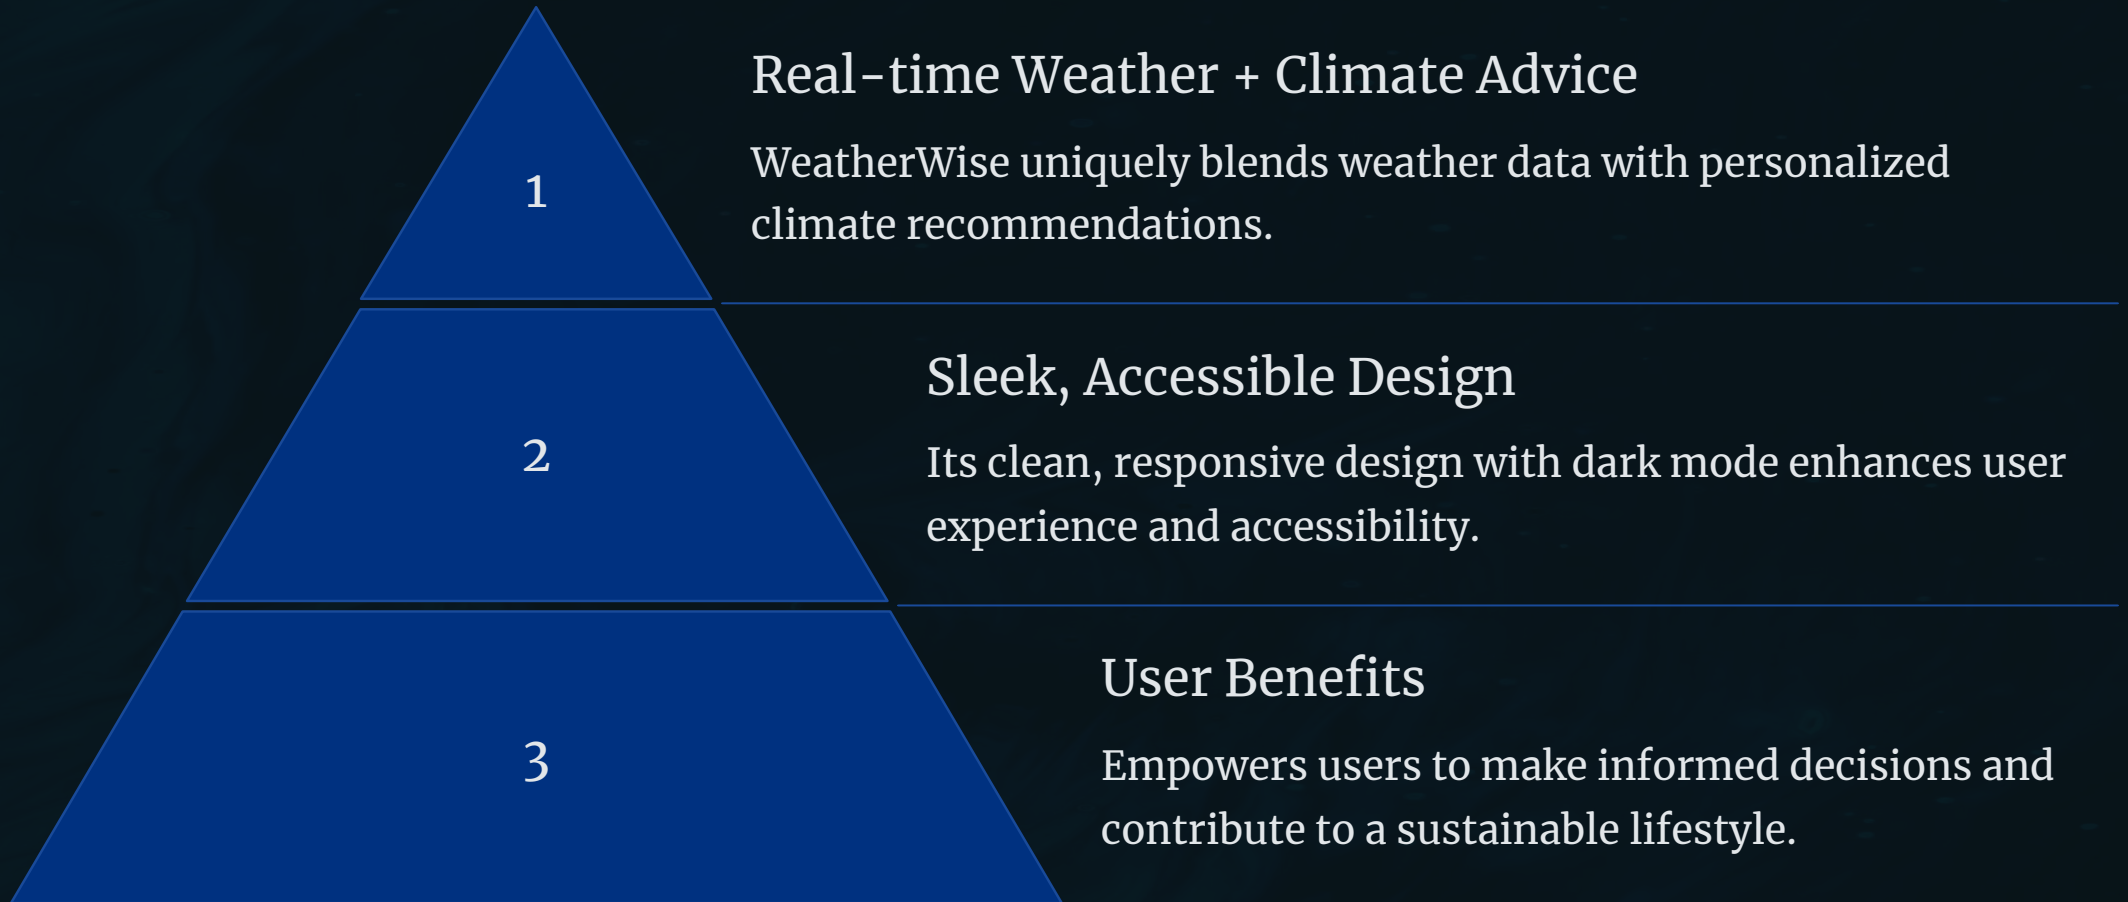 1
Real-time Weather + Climate Advice
WeatherWise uniquely blends weather data with personalized
climate recommendations.
2
Sleek, Accessible Design
Its clean, responsive design with dark mode enhances user
experience and accessibility.
3
User Benefits
Empowers users to make informed decisions and
contribute to a sustainable lifestyle.